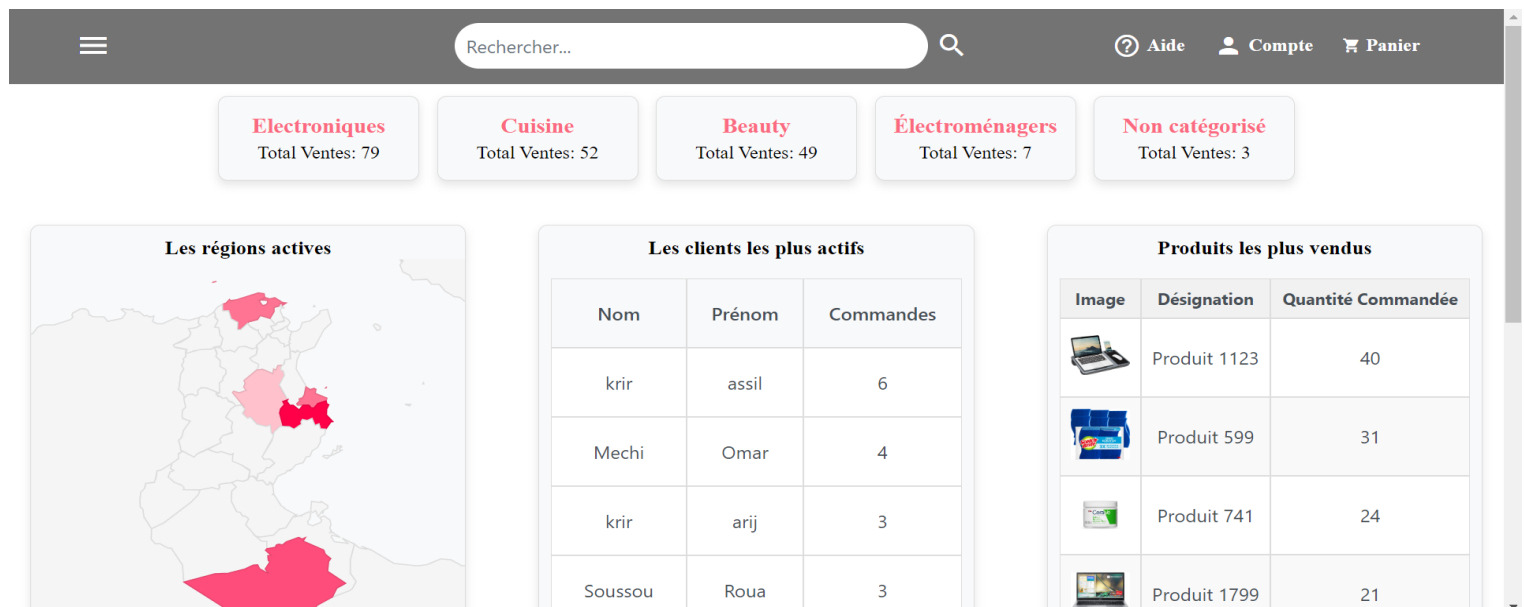 Rechercher...
Aide
Compte
Panier
Electroniques
Total Ventes: 79
Cuisine
Total Ventes: 52
Beauty
Total Ventes: 49
Électroménagers
Total Ventes: 7
Non catégorisé
Total Ventes: 3
Les régions actives
Les clients les plus actifs
Nom Prénom Commandes
krir assil 6
Mechi Omar 4
krir arij 3
Soussou Roua 3
Produits les plus vendus
Image Désignation Quantité Commandée
Produit 1123 40
Produit 599 31
Produit 741 24
Produit 1799 21